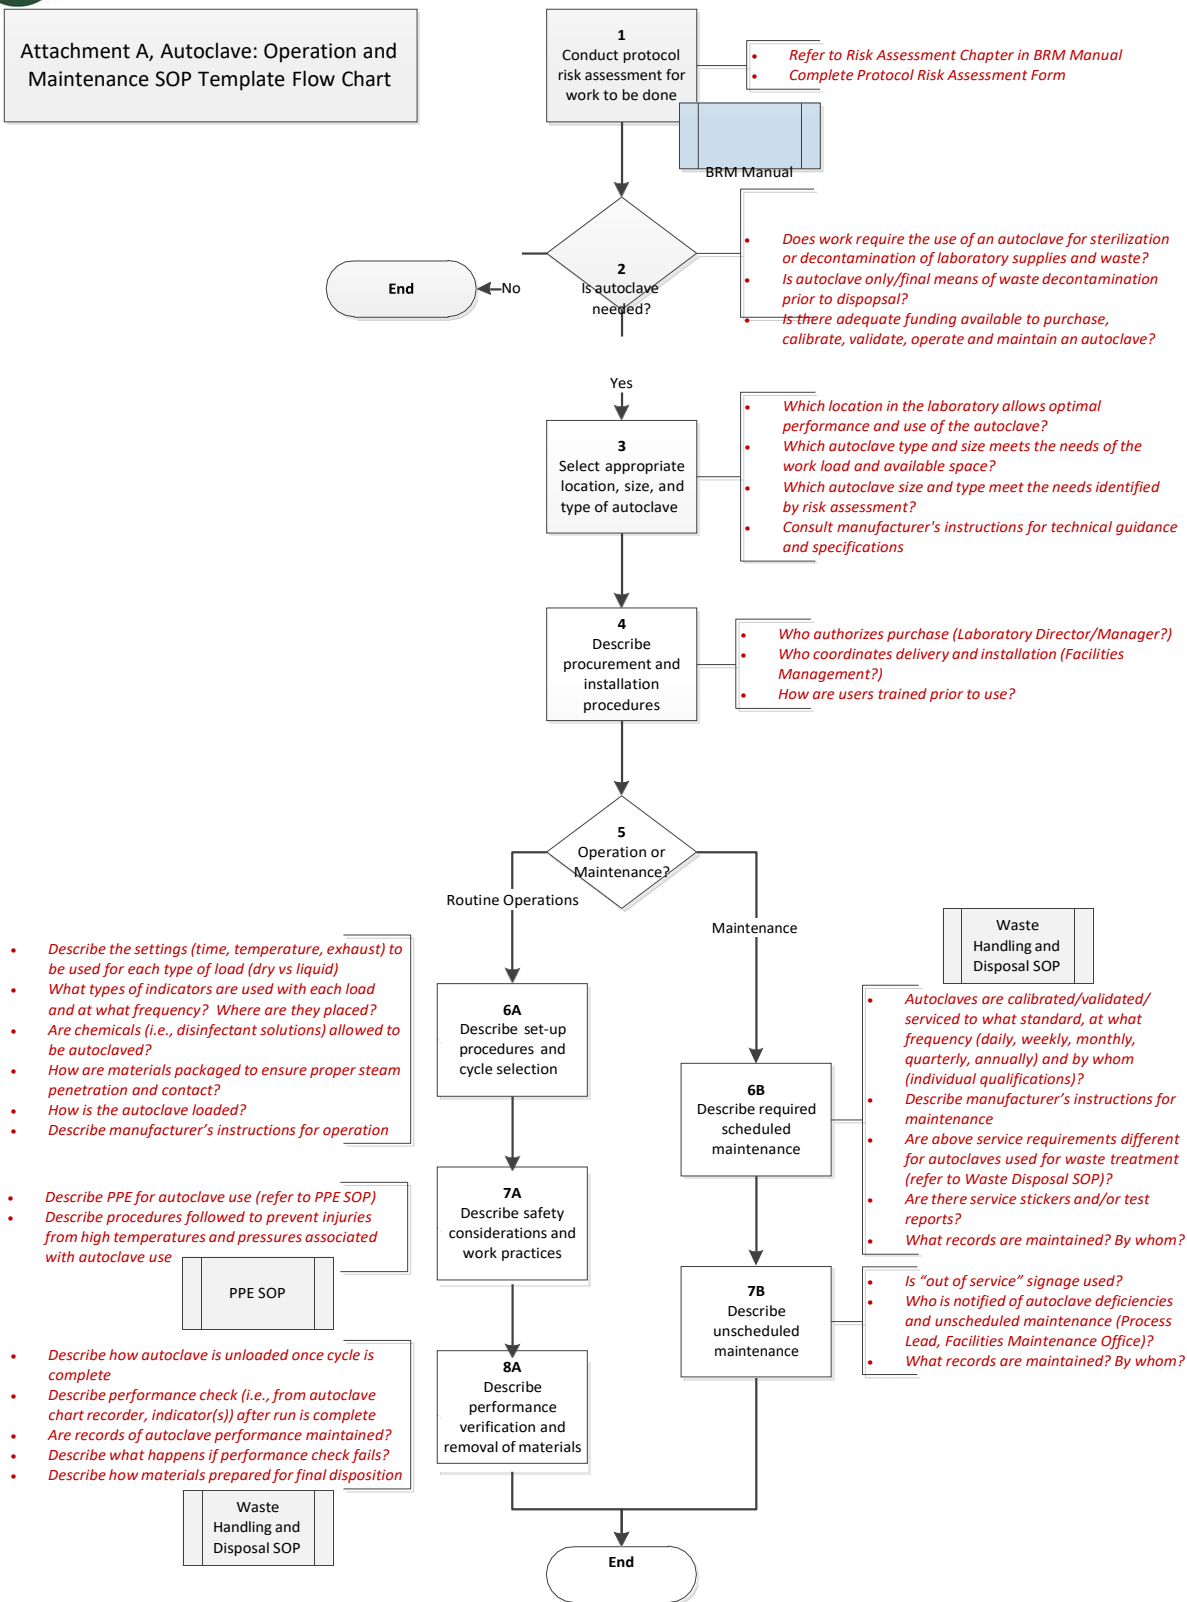 Attachment A, Autoclave: Operation and
Maintenance SOP Template Flow Chart
1
Conduct protocol
risk assessment for
work to be done
• Refer to Risk Assessment Chapter in BRM Manual
• Complete Protocol Risk Assessment Form
BRM Manual
2
Is autoclave
needed?
No
End
• Does work require the use of an autoclave for sterilization
or decontamination of laboratory supplies and waste?
• Is autoclave only/final means of waste decontamination
prior to dispopsal?
• Is there adequate funding available to purchase,
calibrate, validate, operate and maintain an autoclave?
Yes
3
Select appropriate
location, size, and
type of autoclave
• Which location in the laboratory allows optimal
performance and use of the autoclave?
• Which autoclave type and size meets the needs of the
work load and available space?
• Which autoclave size and type meet the needs identified
by risk assessment?
• Consult manufacturer's instructions for technical guidance
and specifications
4
Describe
procurement and
installation
procedures
• Who authorizes purchase (Laboratory Director/Manager?)
• Who coordinates delivery and installation (Facilities
Management?)
• How are users trained prior to use?
5
Operation or
Maintenance?
Routine Operations
Maintenance
• Describe the settings (time, temperature, exhaust) to
be used for each type of load (dry vs liquid)
• What types of indicators are used with each load
and at what frequency? Where are they placed?
• Are chemicals (i.e., disinfectant solutions) allowed to
be autoclaved?
• How are materials packaged to ensure proper steam
penetration and contact?
• How is the autoclave loaded?
• Describe manufacturer’s instructions for operation
6A
Describe set-up
procedures and
cycle selection
• Describe PPE for autoclave use (refer to PPE SOP)
• Describe procedures followed to prevent injuries
from high temperatures and pressures associated
with autoclave use
PPE SOP
7A
Describe safety
considerations and
work practices
• Describe how autoclave is unloaded once cycle is
complete
• Describe performance check (i.e., from autoclave
chart recorder, indicator(s)) after run is complete
• Are records of autoclave performance maintained?
• Describe what happens if performance check fails?
• Describe how materials prepared for final disposition
Waste
Handling and
Disposal SOP
8A
Describe
performance
verification and
removal of materials
Waste
Handling and
Disposal SOP
6B
Describe required
scheduled
maintenance
• Autoclaves are calibrated/validated/
serviced to what standard, at what
frequency (daily, weekly, monthly,
quarterly, annually) and by whom
(individual qualifications)?
• Describe manufacturer’s instructions for
maintenance
• Are above service requirements different
for autoclaves used for waste treatment
(refer to Waste Disposal SOP)?
• Are there service stickers and/or test
reports?
• What records are maintained? By whom?
7B
Describe
unscheduled
maintenance
• Is “out of service” signage used?
• Who is notified of autoclave deficiencies
and unscheduled maintenance (Process
Lead, Facilities Maintenance Office)?
• What records are maintained? By whom?
End